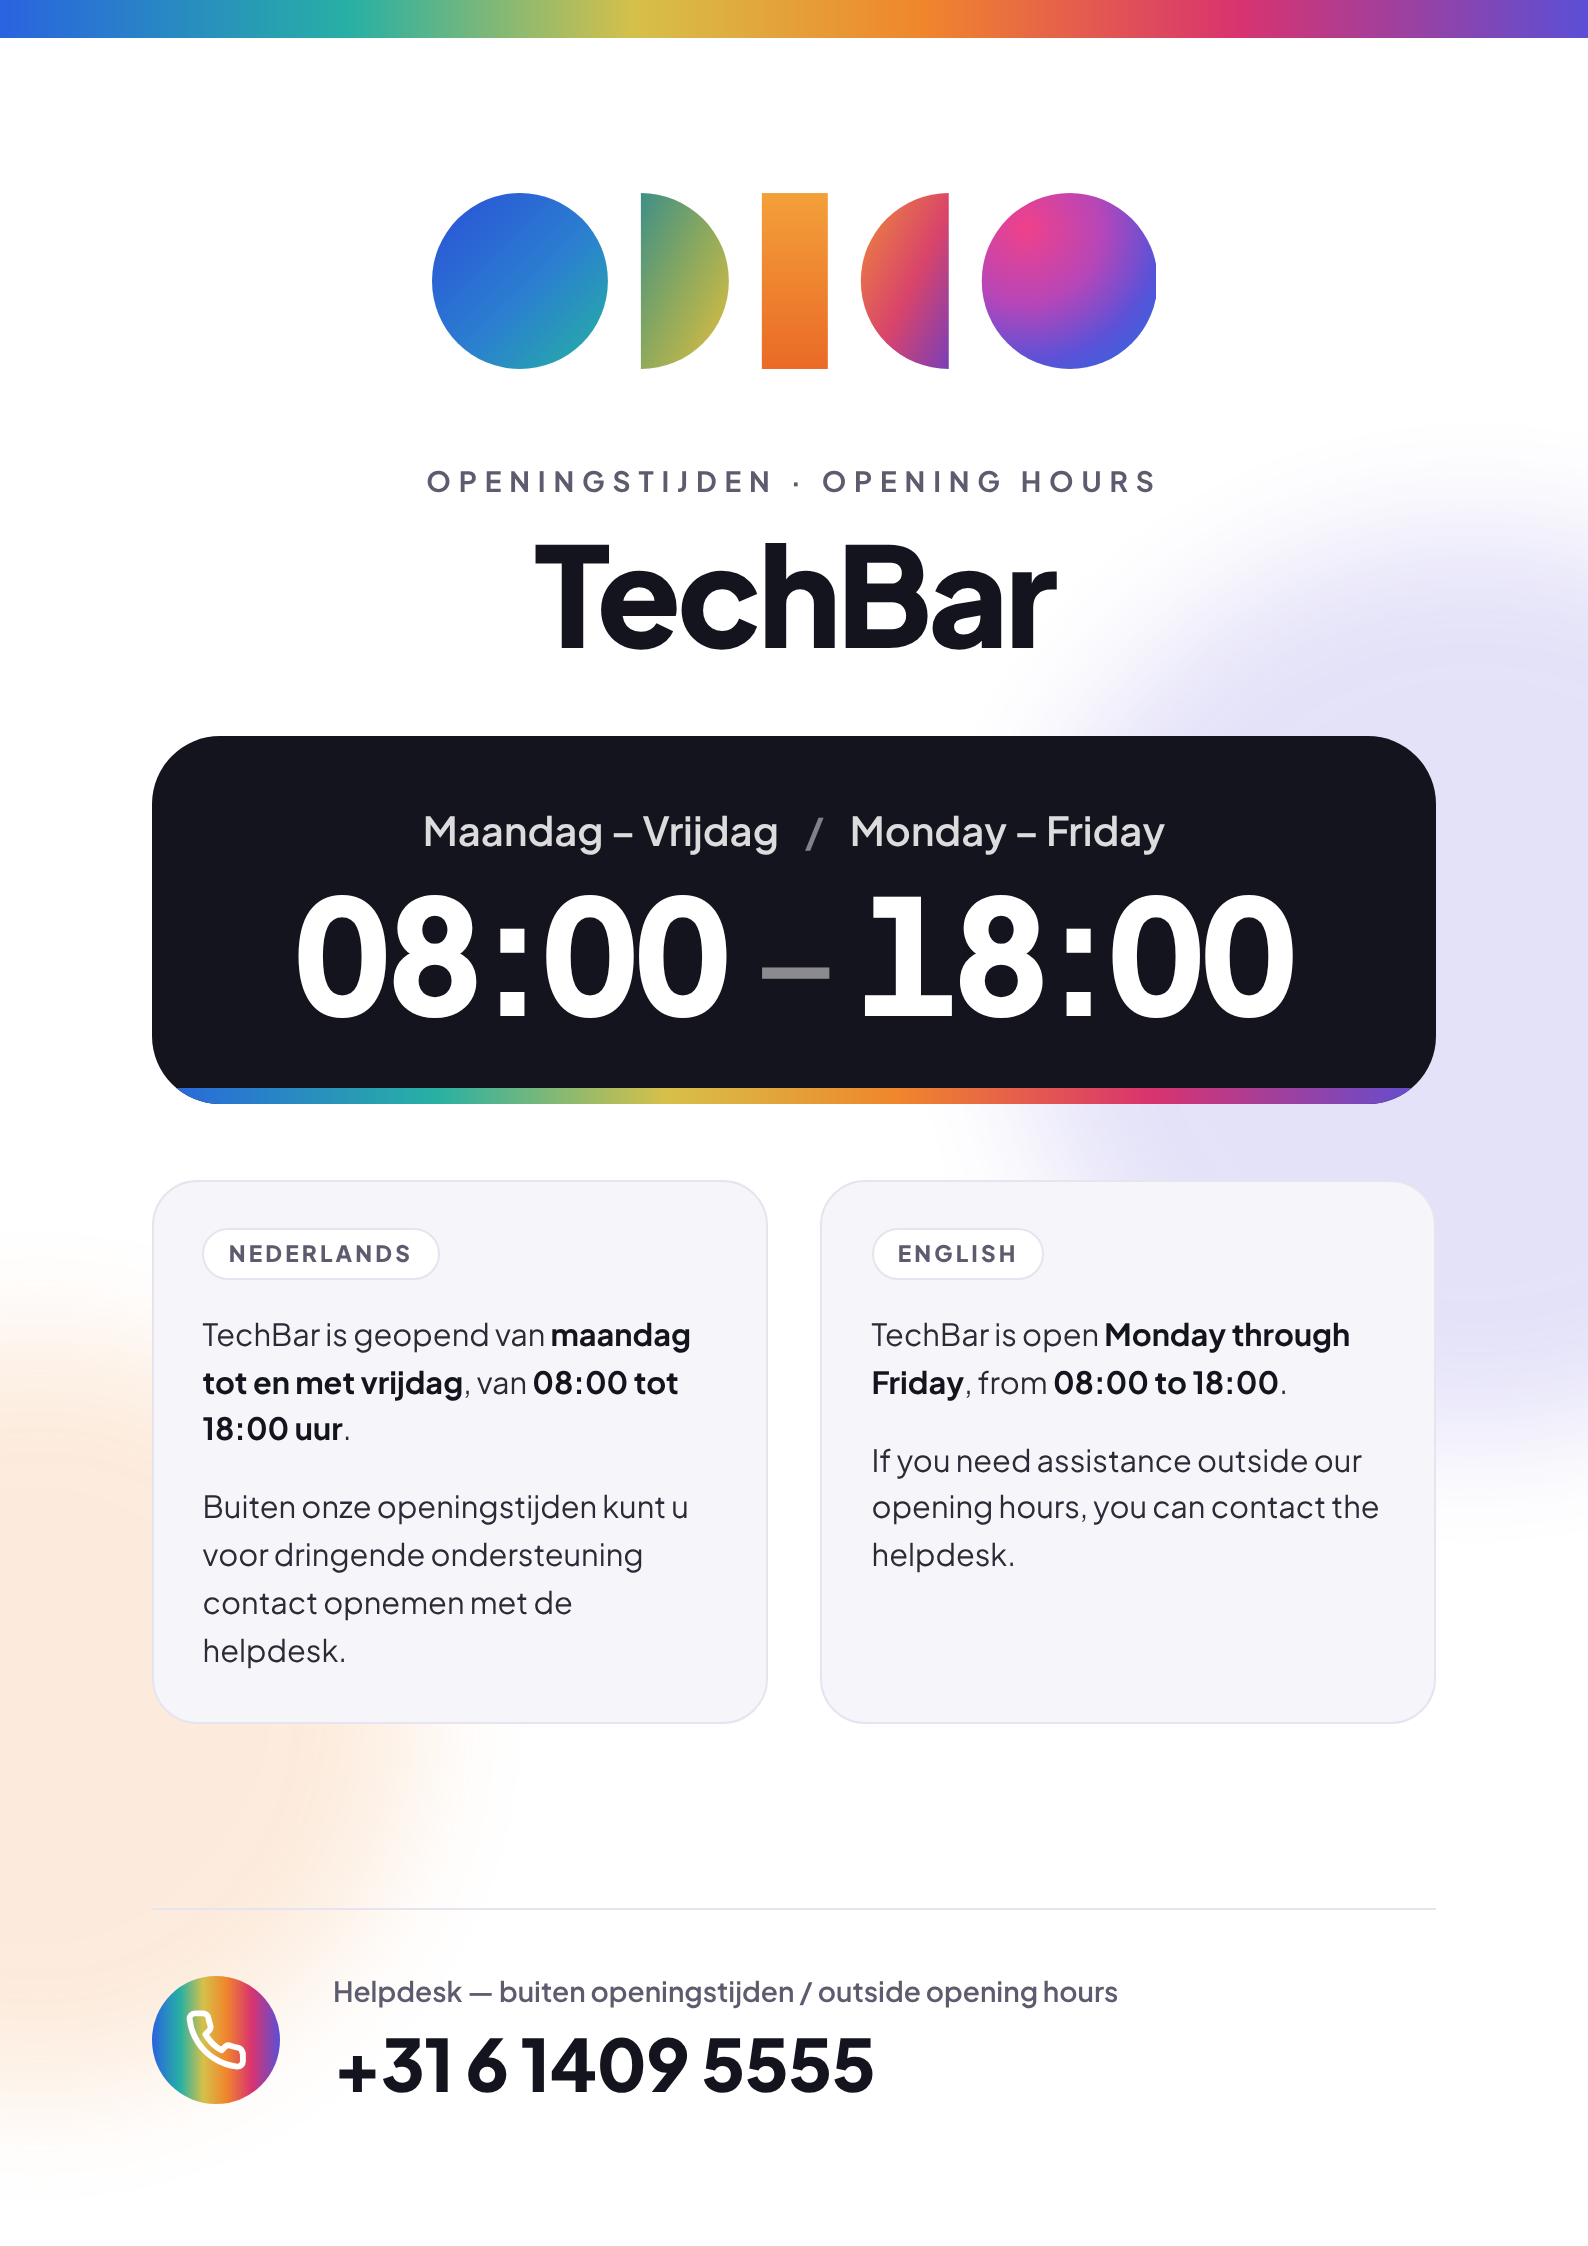 OPENINGSTIJDEN · OPENING HOURS
TechBar
Maandag – Vrijdag / Monday – Friday
08:00 – 18:00
NEDERLANDS
TechBar is geopend van maandag
tot en met vrijdag, van 08:00 tot
18:00 uur.
Buiten onze openingstijden kunt u
voor dringende ondersteuning
contact opnemen met de
helpdesk.
ENGLISH
TechBar is open Monday through
Friday, from 08:00 to 18:00.
If you need assistance outside our
opening hours, you can contact the
helpdesk.
Helpdesk — buiten openingstijden / outside opening hours
+31 6 1409 5555